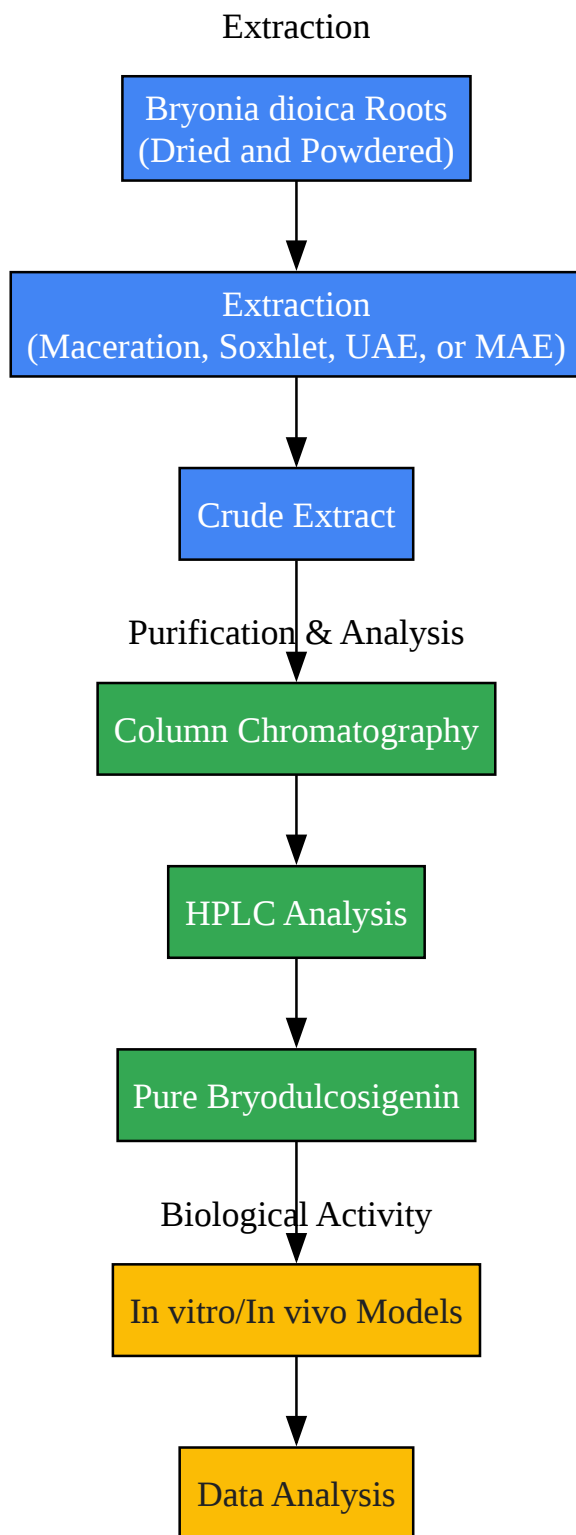 Extraction
Bryonia dioica Roots
(Dried and Powdered)
Extraction
(Maceration, Soxhlet, UAE, or MAE)
Crude Extract
Purification & Analysis
Column Chromatography
HPLC Analysis
Pure Bryodulcosigenin
Biological Activity
In vitro/In vivo Models
Data Analysis